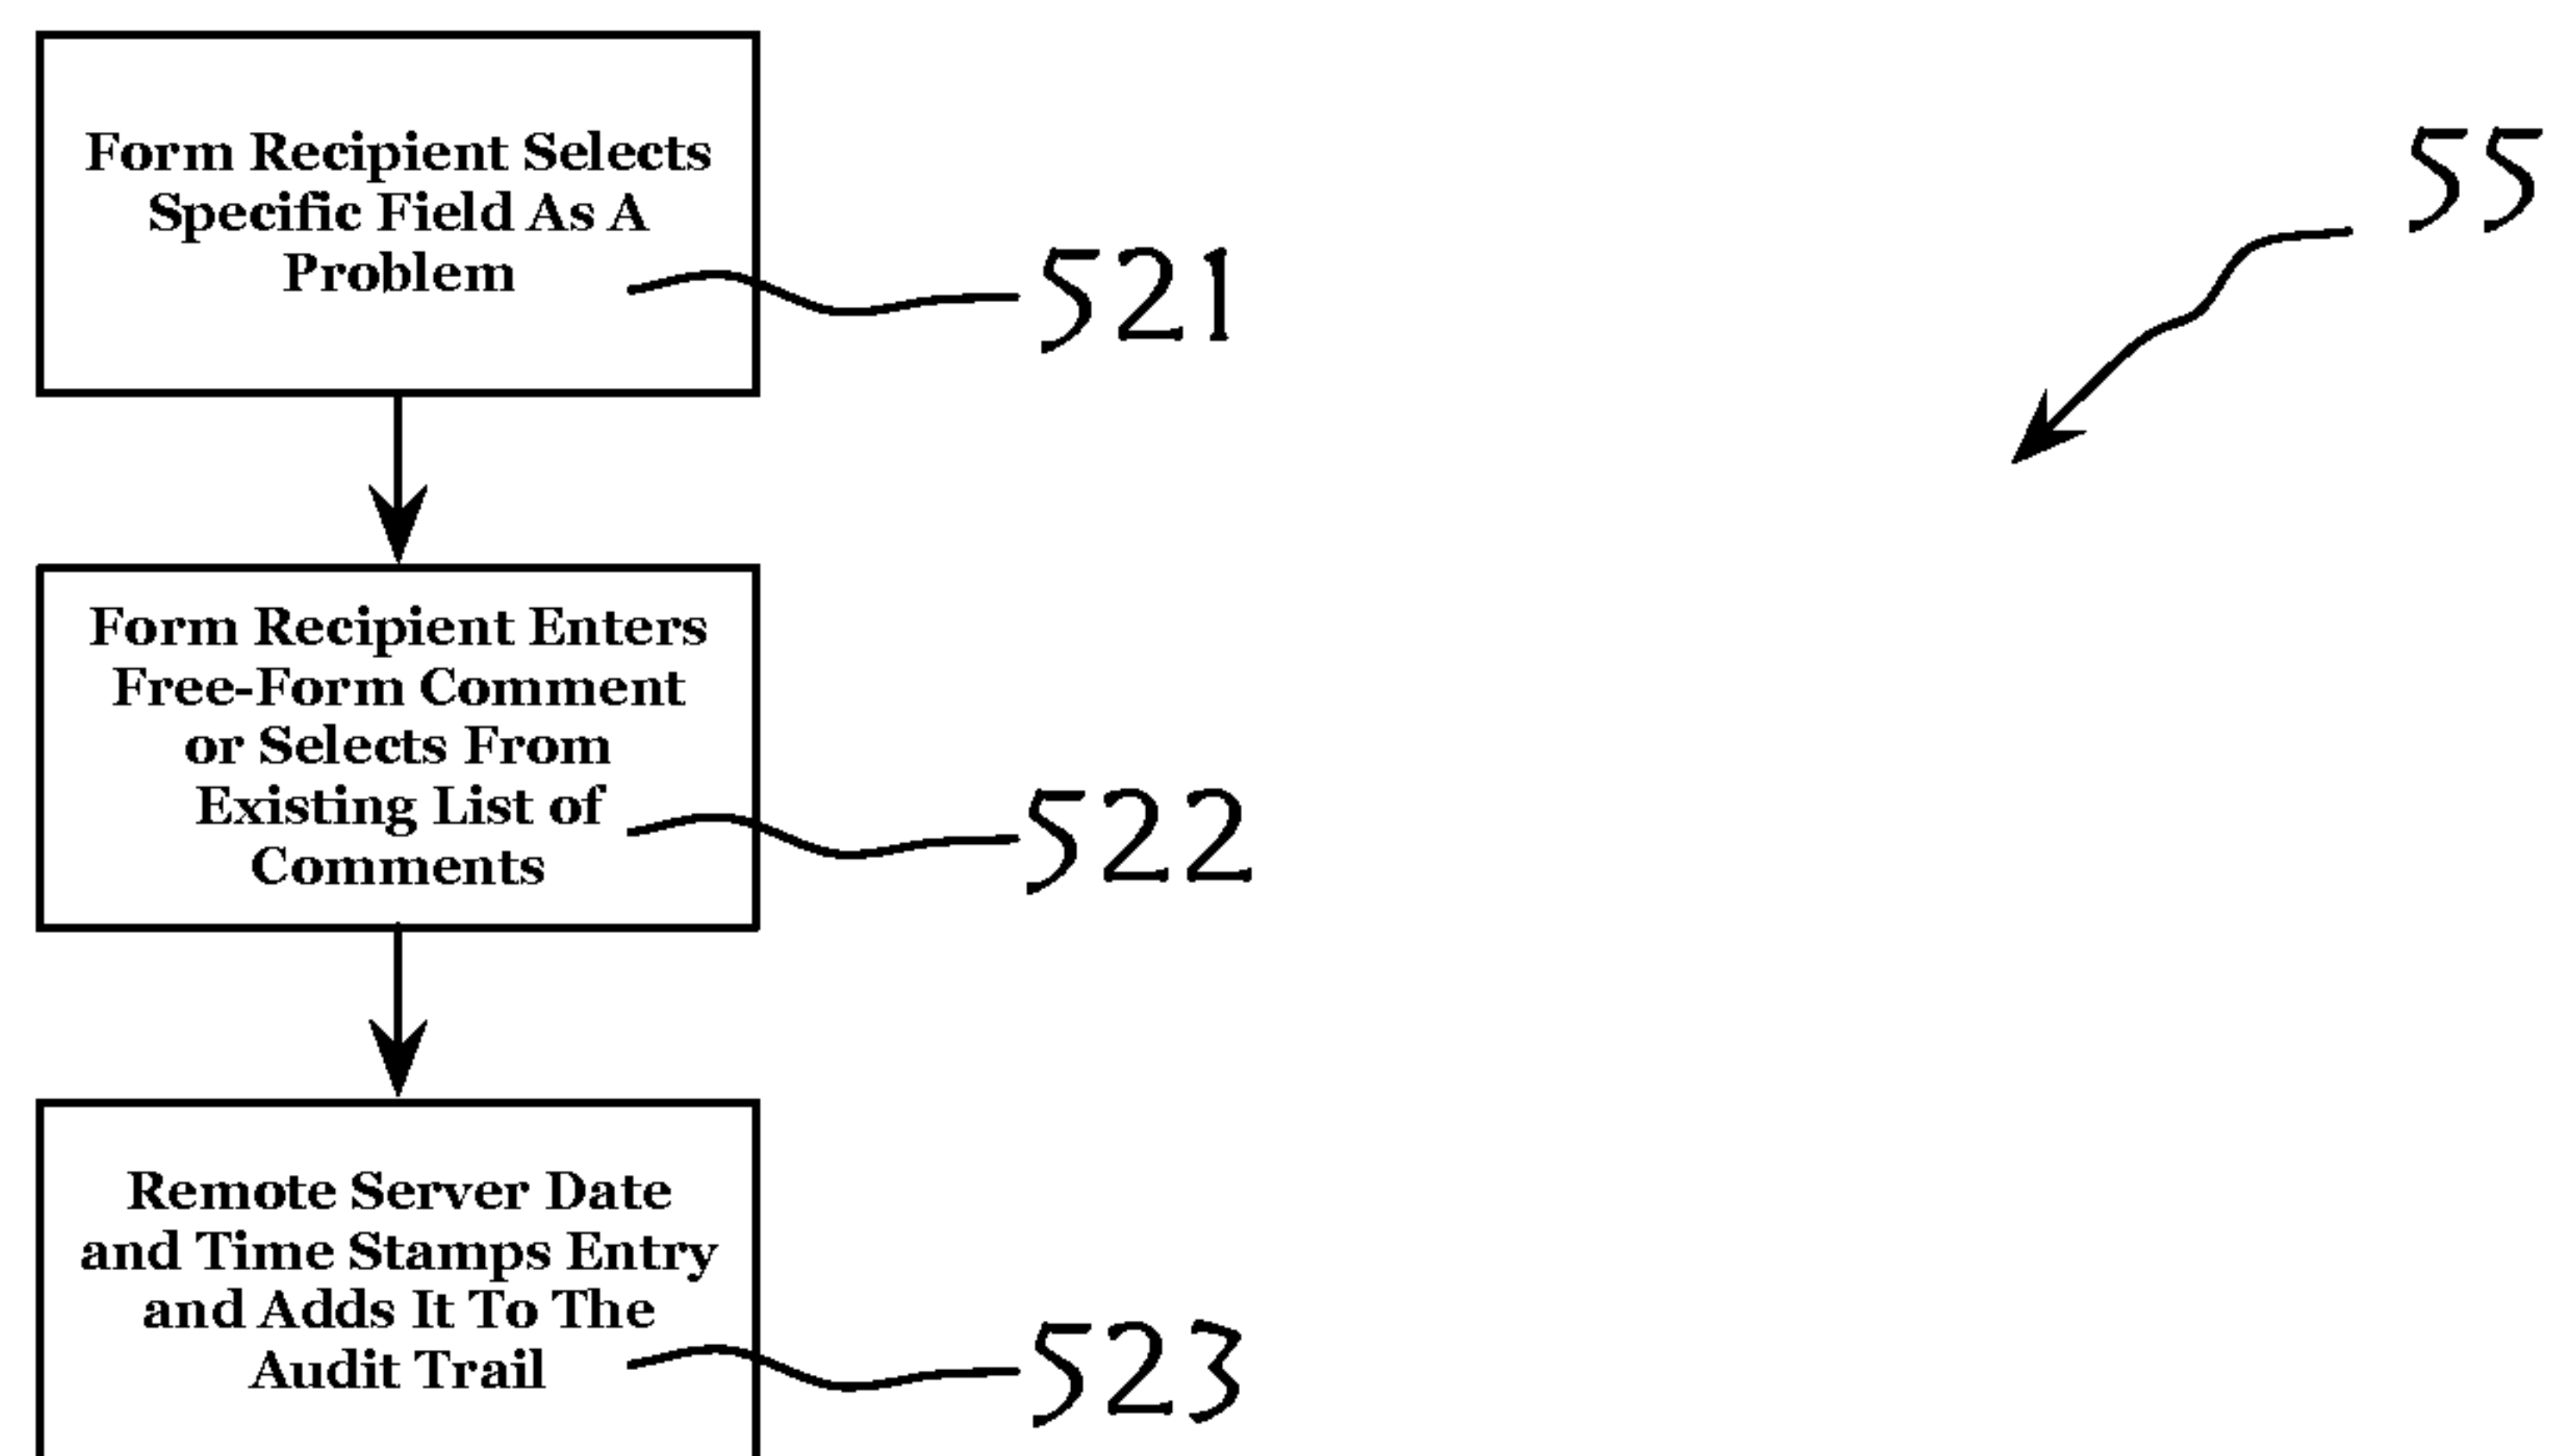 Form Recipient Selects
Specific Field As A
Problem
521
55
Form Recipient Enters
Free-Form Comment
or Selects From
Existing List of
Comments
522
Remote Server Date
and Time Stamps Entry
and Adds It To The
Audit Trail
523